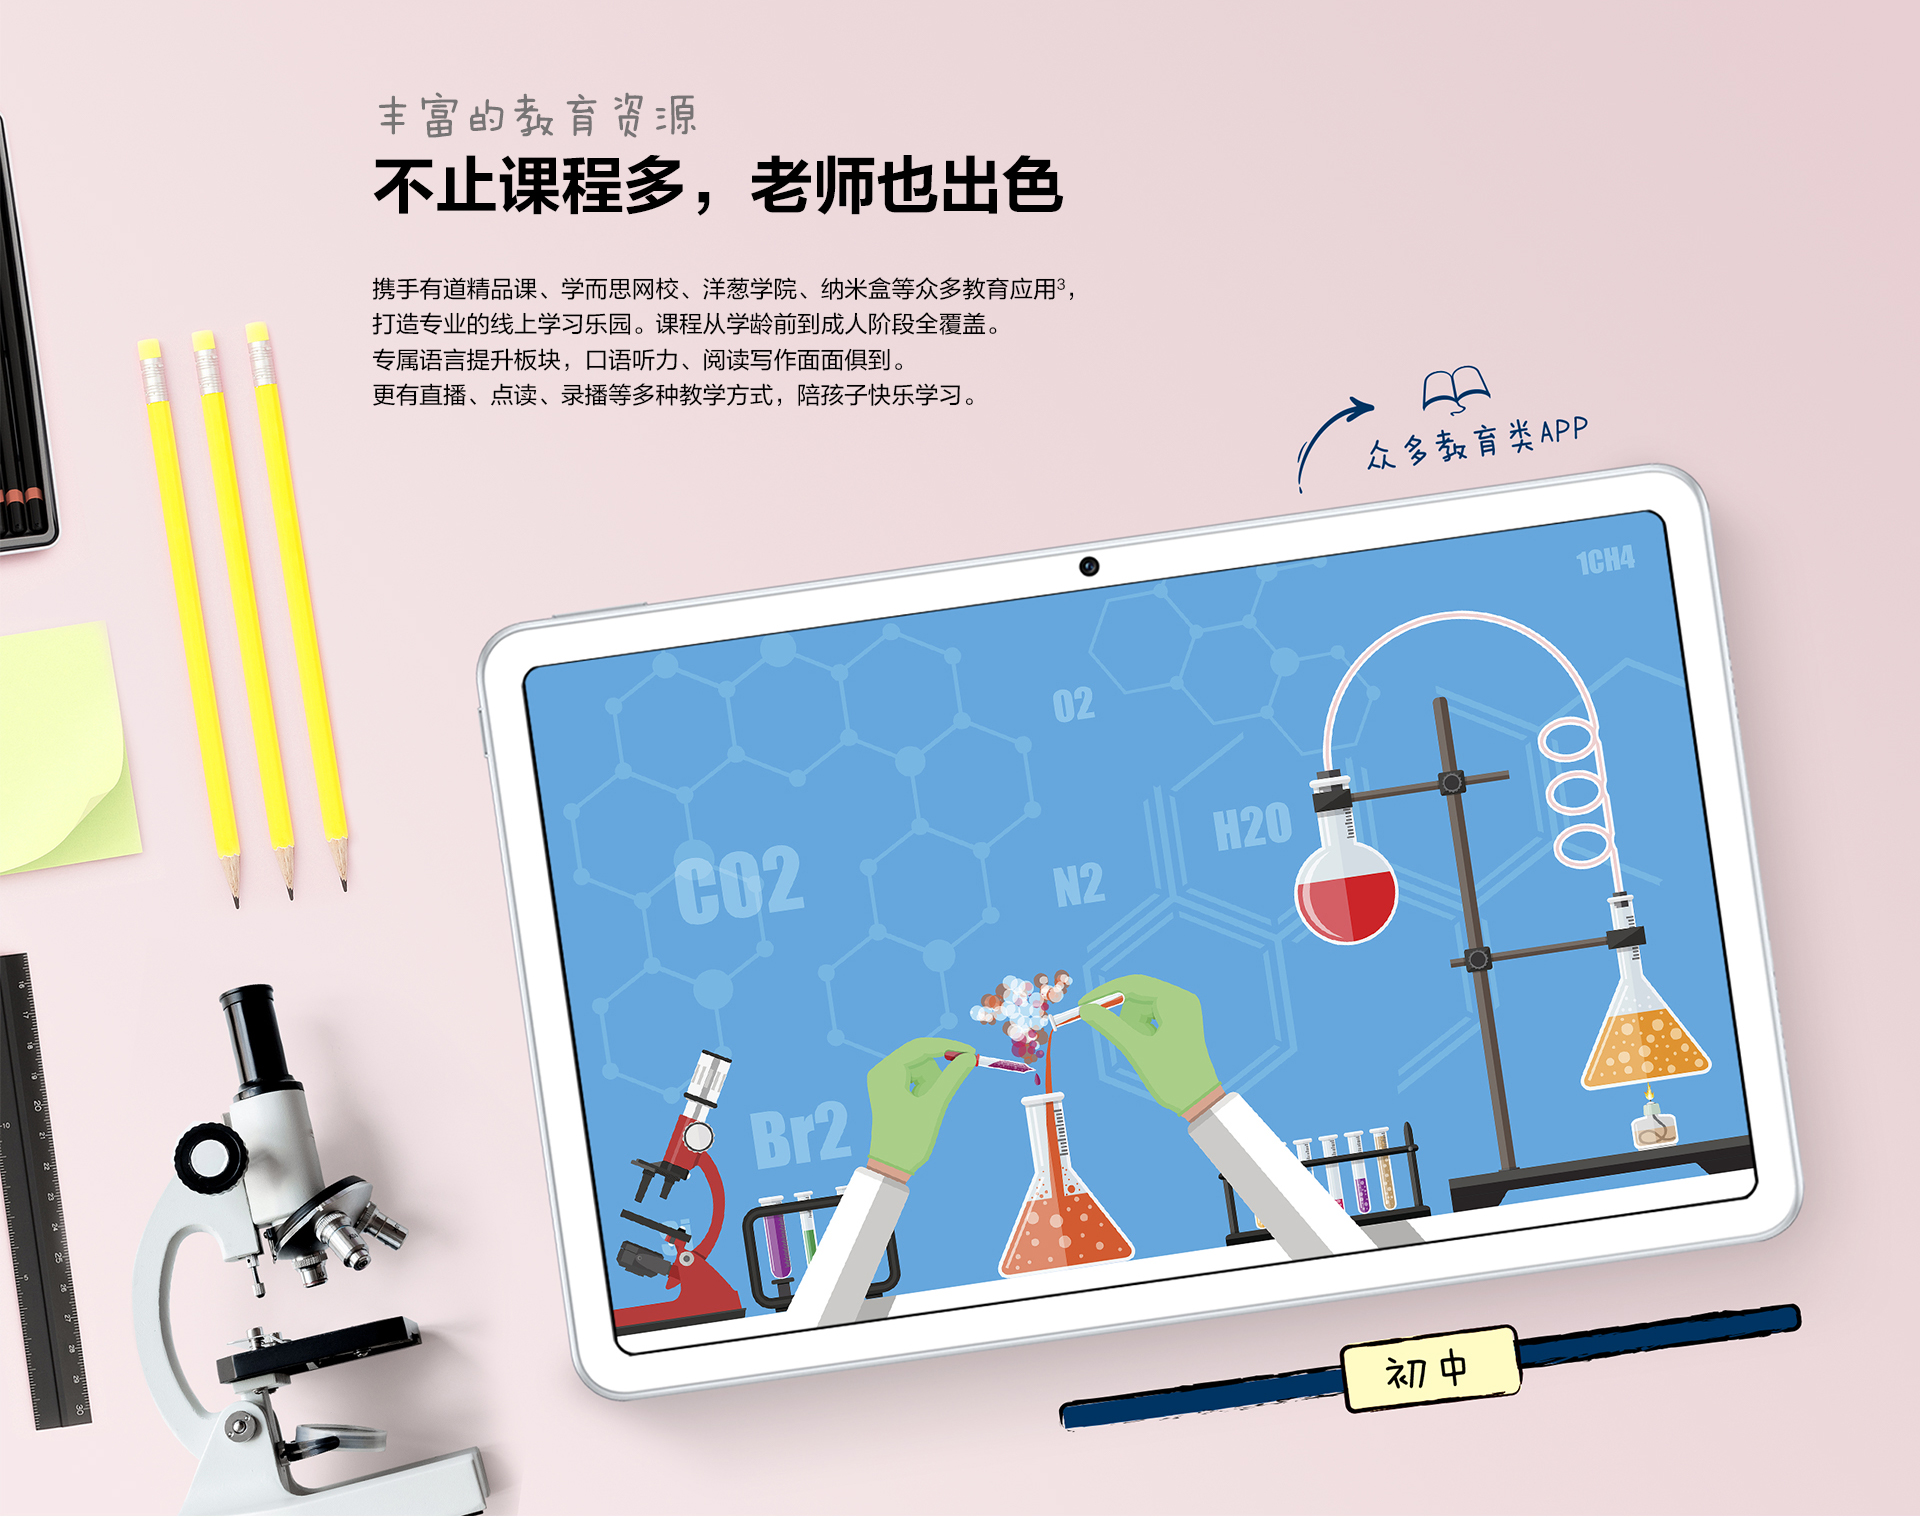 丰富的教育资源
不止课程多，老师也出色
携手有道精品课、学而思网校、洋葱学院、纳米盒等众多教育应用³，
打造专业的线上学习乐园。课程从学龄前到成人阶段全覆盖。
专属语言提升板块，口语听力、阅读写作面面俱到。
更有直播、点读、录播等多种教学方式，陪孩子快乐学习。
众多教育类APP
1CH4
O2
H2O
CO2
N2
Br2
初中